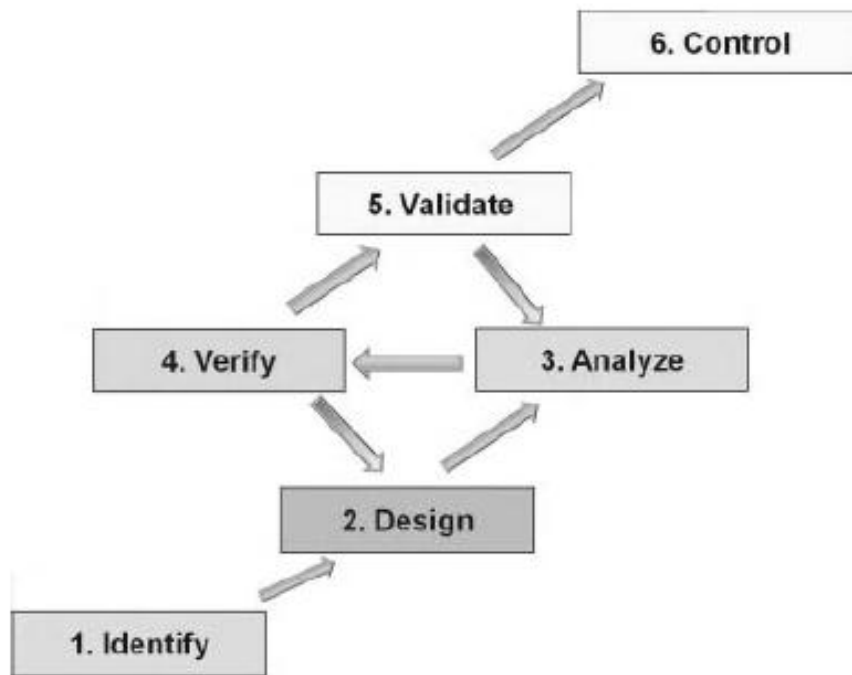 6. Control
5. Validate
4. Verify
3. Analyze
2. Design
1. Identify